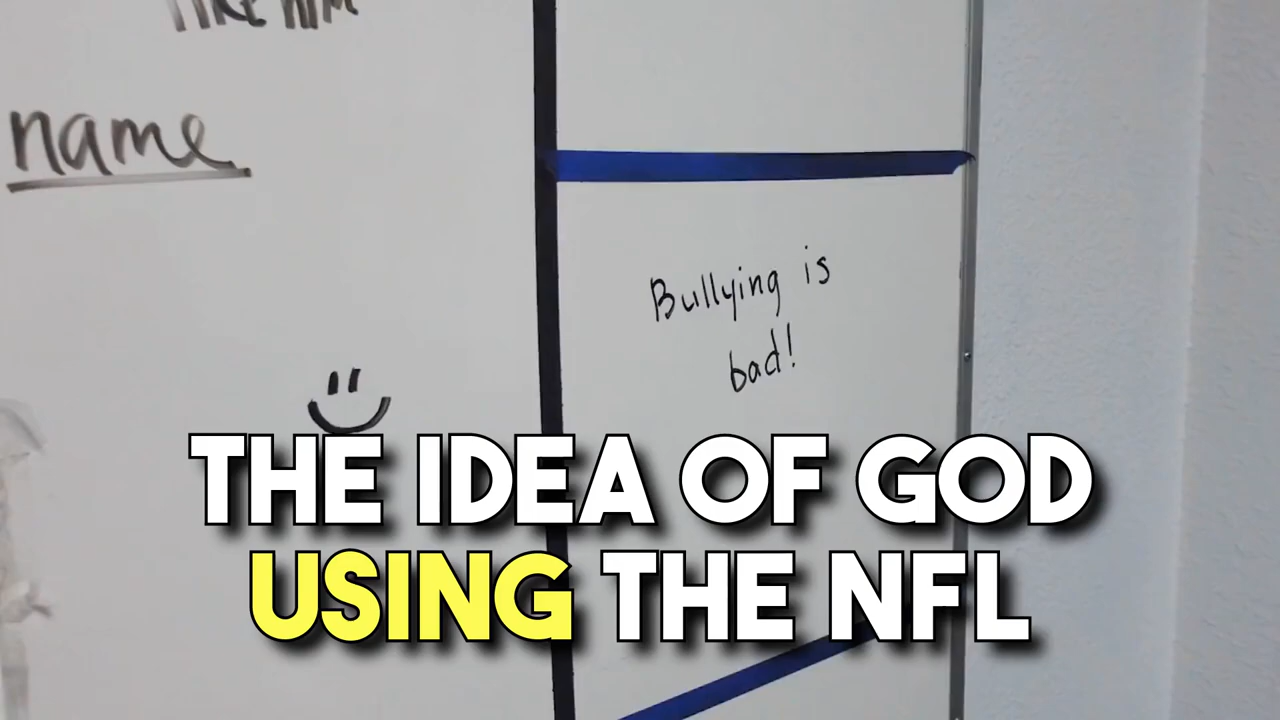 name
Bullying is
bad!
THE IDEA OF GOD
USING THE NFL